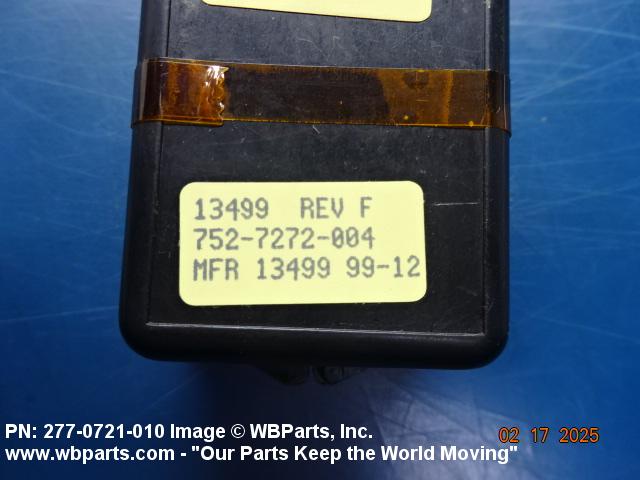 13499 REV F
752-7272-004
MFR 13499 99-12
PN: 277-0721-010 Image © WBParts, Inc.
02 17 2025
www.wbparts.com - "Our Parts Keep the World Moving"